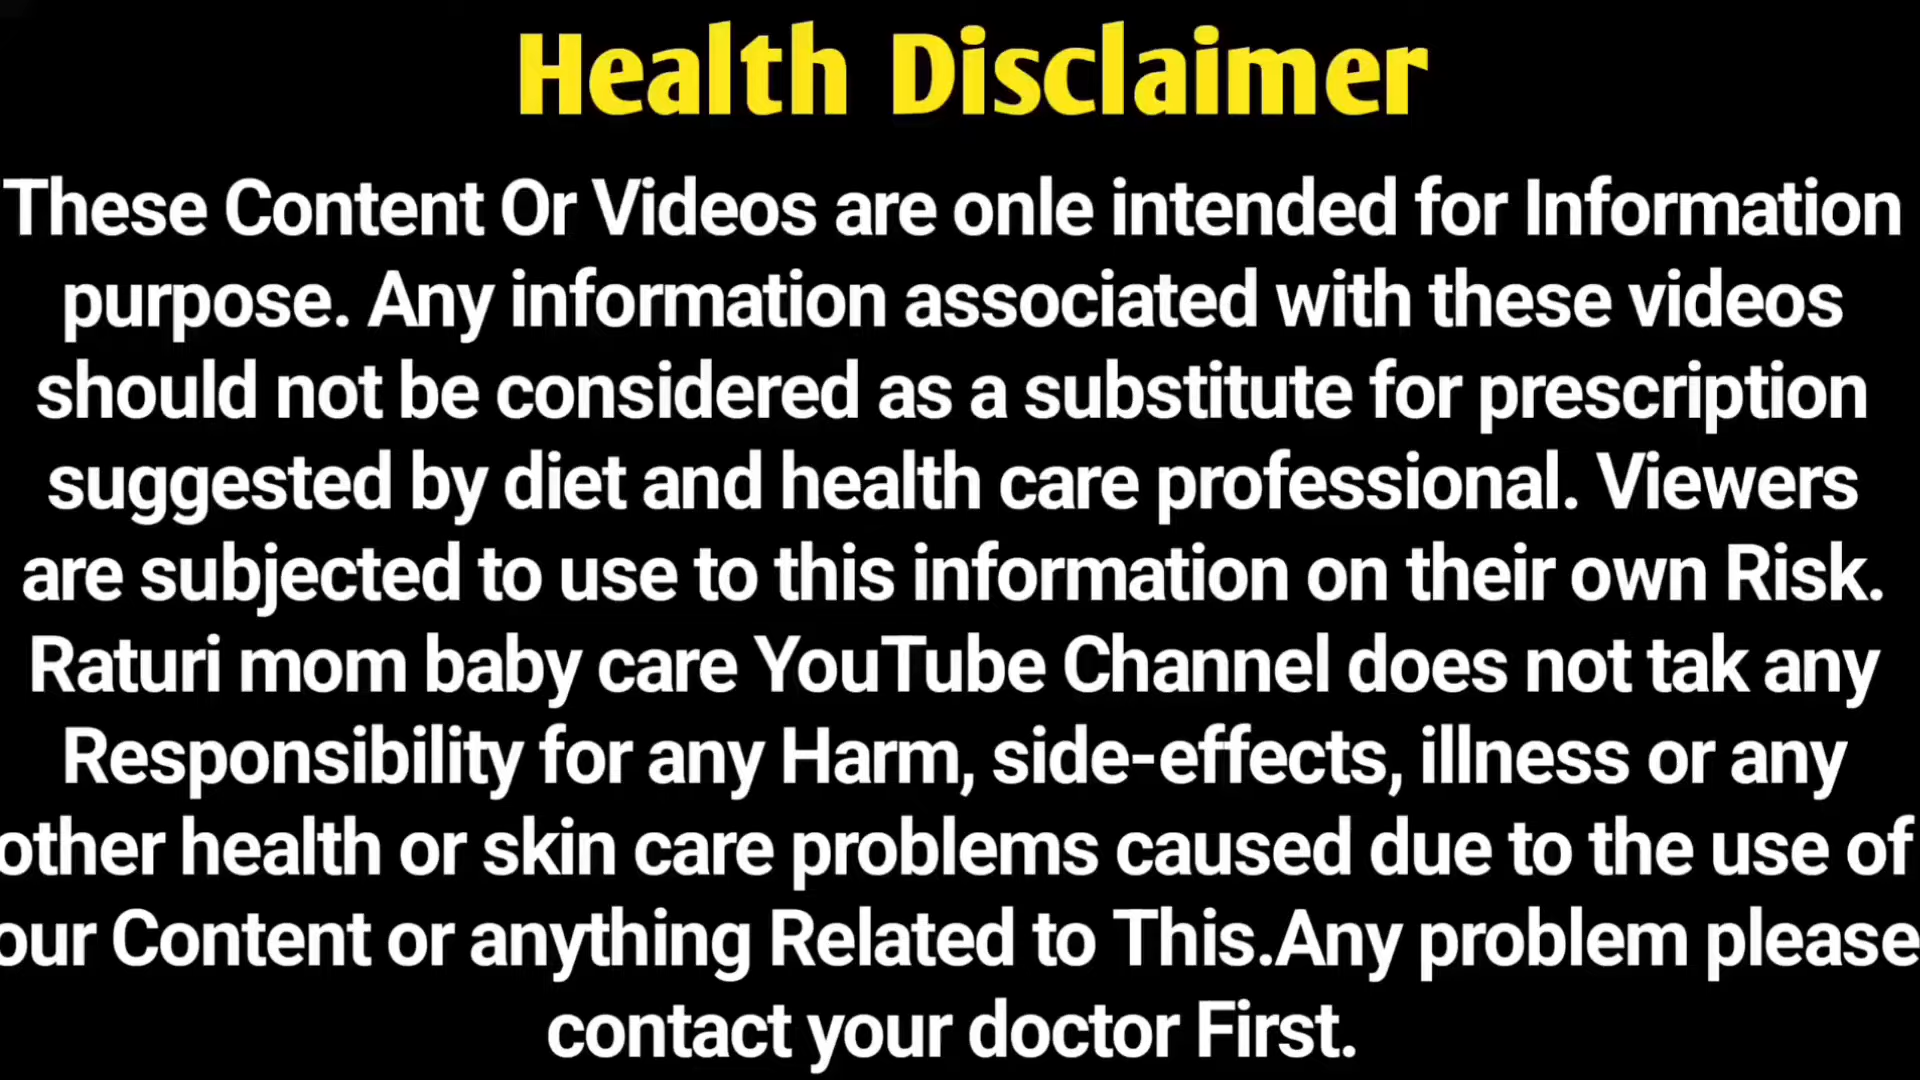 Health Disclaimer
These Content Or Videos are onle intended for Information
purpose. Any information associated with these videos
should not be considered as a substitute for prescription
suggested by diet and health care professional. Viewers
are subjected to use to this information on their own Risk.
Raturi mom baby care YouTube Channel does not tak any
Responsibility for any Harm, side-effects, illness or any
other health or skin care problems caused due to the use of
our Content or anything Related to This.Any problem please
contact your doctor First.